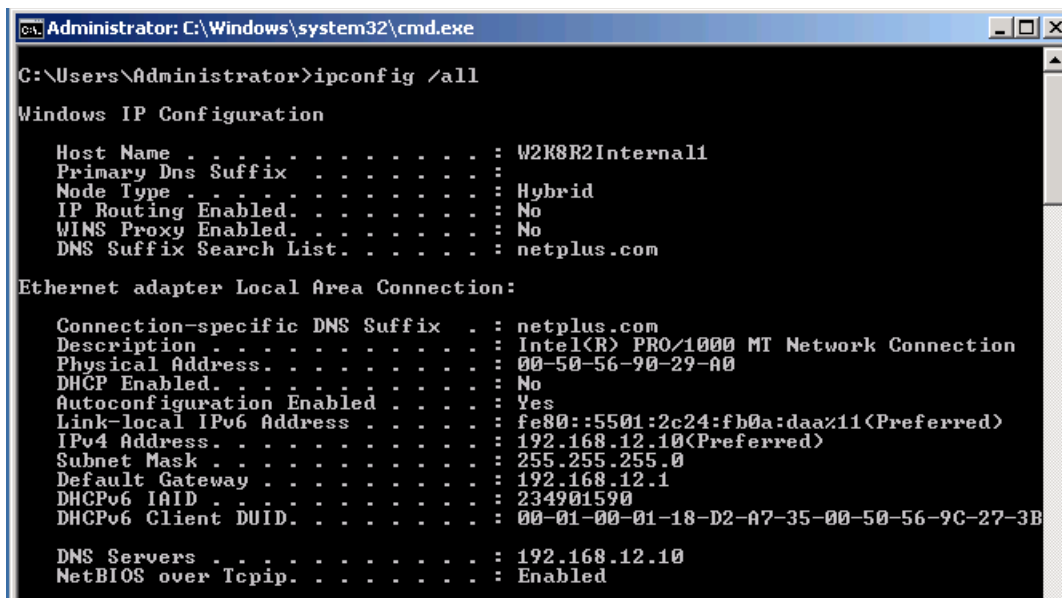 Administrator: C:\Windows\system32\cmd.exe
C:\Users\Administrator>ipconfig /all
Windows IP Configuration
Host Name . . . . . . . . . . . . : W2K8R2Internal1
Primary Dns Suffix  . . . . . . . :
Node Type . . . . . . . . . . . . : Hybrid
IP Routing Enabled. . . . . . . . : No
WINS Proxy Enabled. . . . . . . . : No
DNS Suffix Search List. . . . . . : netplus.com
Ethernet adapter Local Area Connection:
Connection-specific DNS Suffix  . : netplus.com
Description . . . . . . . . . . . : Intel(R) PRO/1000 MT Network Connection
Physical Address. . . . . . . . . : 00-50-56-90-29-A0
DHCP Enabled. . . . . . . . . . . : No
Autoconfiguration Enabled . . . . : Yes
Link-local IPv6 Address . . . . . : fe80::5501:2c24:fb0a:daa%11(Preferred)
IPv4 Address. . . . . . . . . . . : 192.168.12.10(Preferred)
Subnet Mask . . . . . . . . . . . : 255.255.255.0
Default Gateway . . . . . . . . . : 192.168.12.1
DHCPv6 IAID . . . . . . . . . . . : 234901590
DHCPv6 Client DUID. . . . . . . . : 00-01-00-01-18-D2-A7-35-00-50-56-9C-27-3B
DNS Servers . . . . . . . . . . . : 192.168.12.10
NetBIOS over Tcpip. . . . . . . . : Enabled